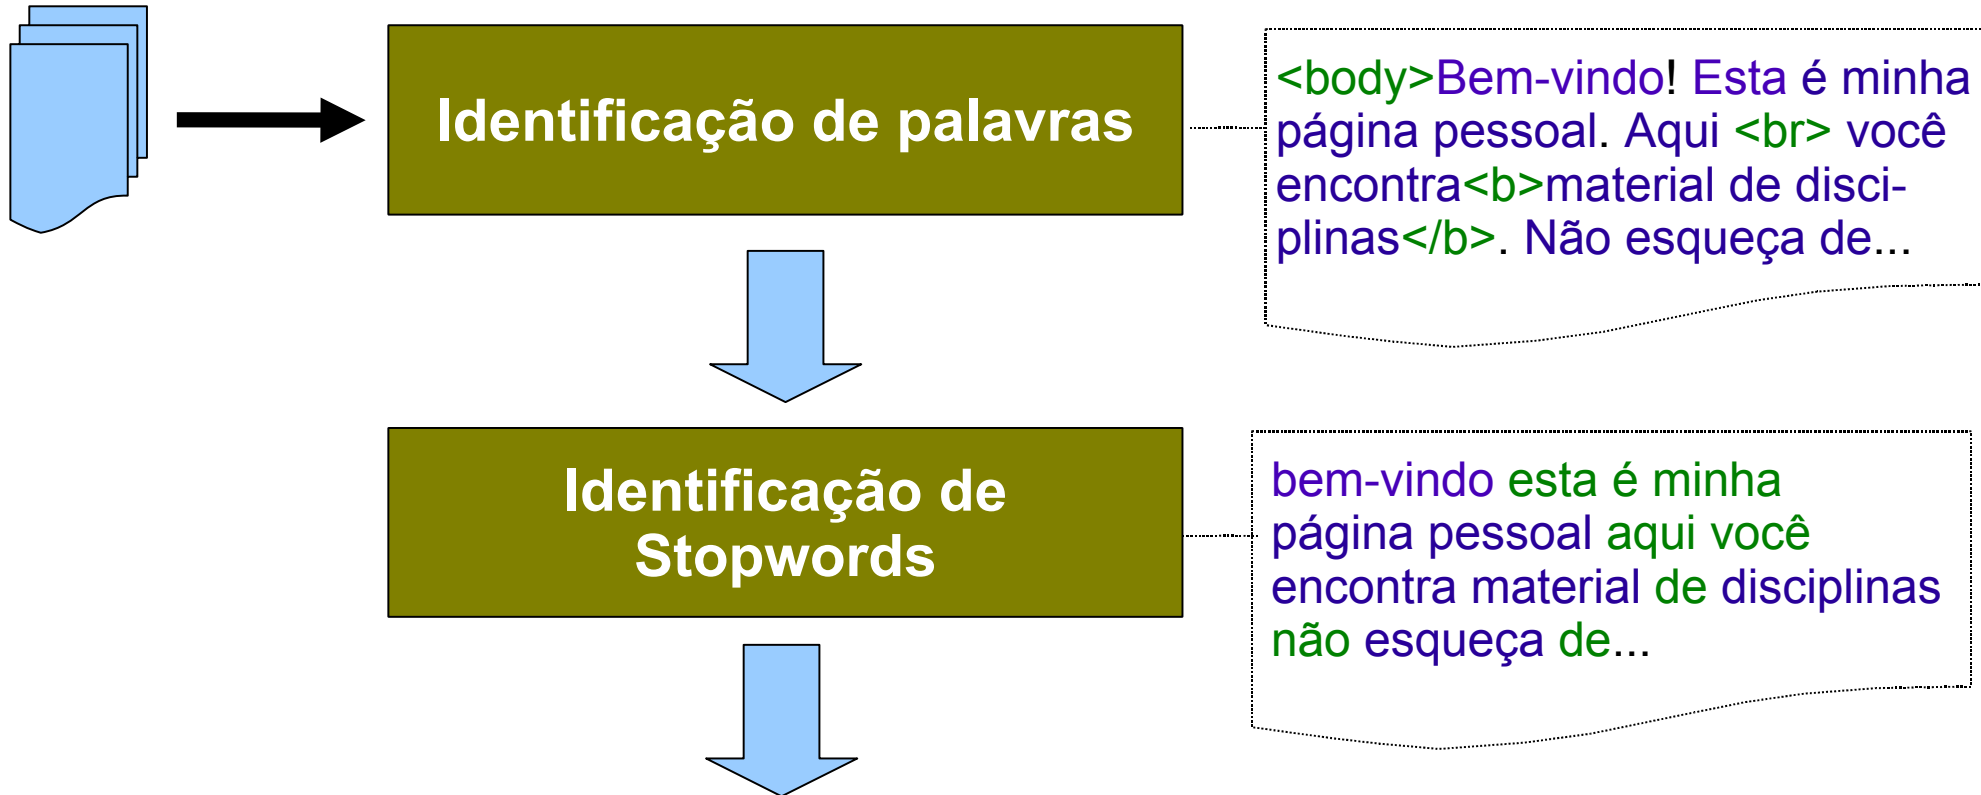 Identificação de palavras
<body>Bem-vindo! Esta é minha
página pessoal. Aqui <br> você
encontra<b>material de disci-
plinas</b>. Não esqueça de...
Identificação de
Stopwords
bem-vindo esta é minha
página pessoal aqui você
encontra material de disciplinas
não esqueça de...